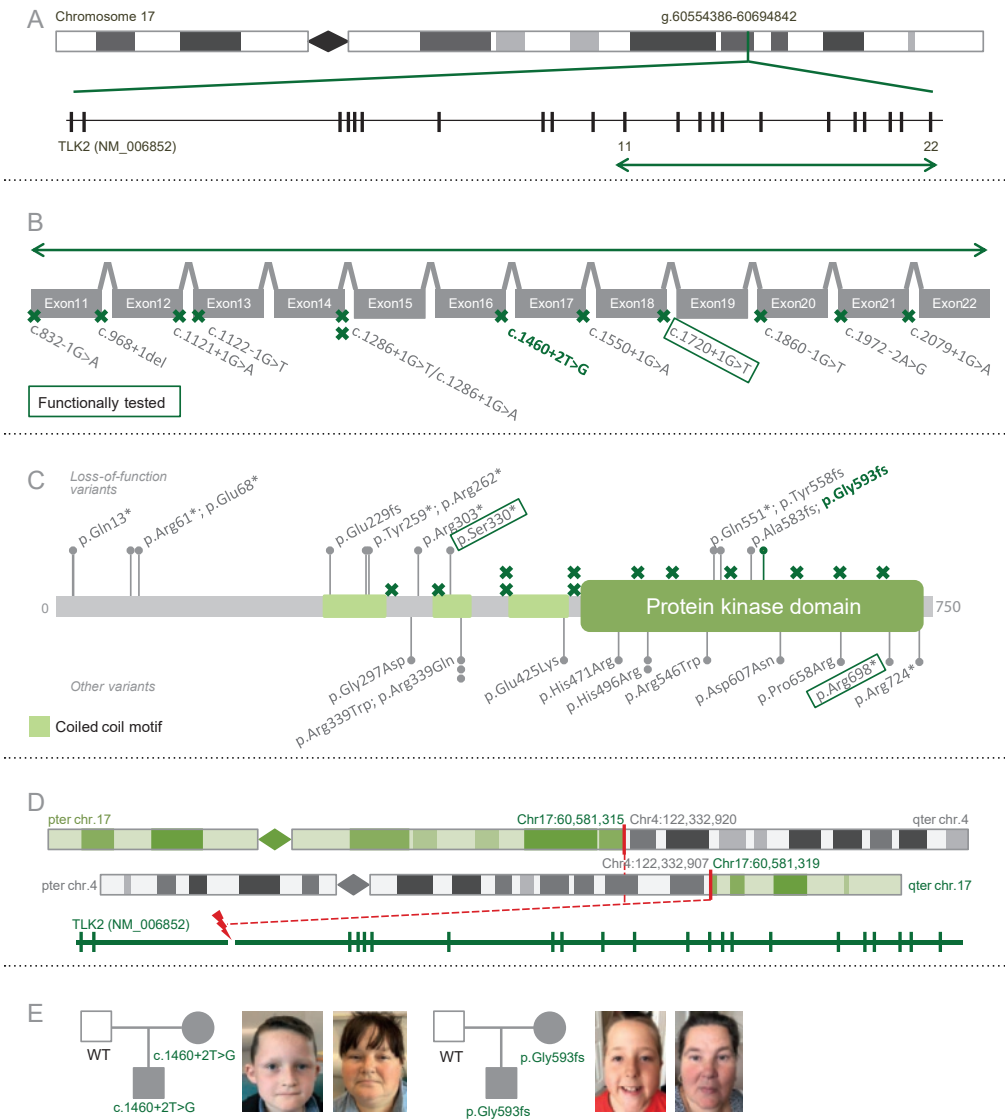 A
Chromosome 17
g.60554386-60694842
TLK2 (NM_006852)
11
22
B
Exon11
Exon12
Exon13
Exon14
Exon15
Exon16
Exon17
Exon18
Exon19
Exon20
Exon21
Exon22
c.832-1G>A
c.968+1del
c.1121+1G>A
c.1122-1G>T
c.1286+1G>T/c.1286+1G>A
c.1460+2T>G
c.1550+1G>A
c.1720+1G>T
c.1860-1G>T
c.1972-2A>G
c.2079+1G>A
Functionally tested
C
Loss-of-function
variants
p.Gln13*
p.Arg61*; p.Glu68*
p.Glu229fs
p.Tyr259*; p.Arg262*
p.Arg303*
p.Ser330*
p.Gln551*; p.Tyr558fs
p.Ala583fs; p.Gly593fs
0
Protein kinase domain
750
p.Gly297Asp
p.Arg339Trp; p.Arg339Gln
p.Glu425Lys
p.His471Arg
p.His496Arg
p.Arg546Trp
p.Asp607Asn
p.Pro658Arg
p.Arg698*
p.Arg724*
Other variants
Coiled coil motif
D
pter chr.17
Chr17:60,581,315
Chr4:122,332,920
qter chr.4
pter chr.4
Chr4:122,332,907
Chr17:60,581,319
qter chr.17
TLK2 (NM_006852)
E
WT
c.1460+2T>G
c.1460+2T>G
WT
p.Gly593fs
p.Gly593fs